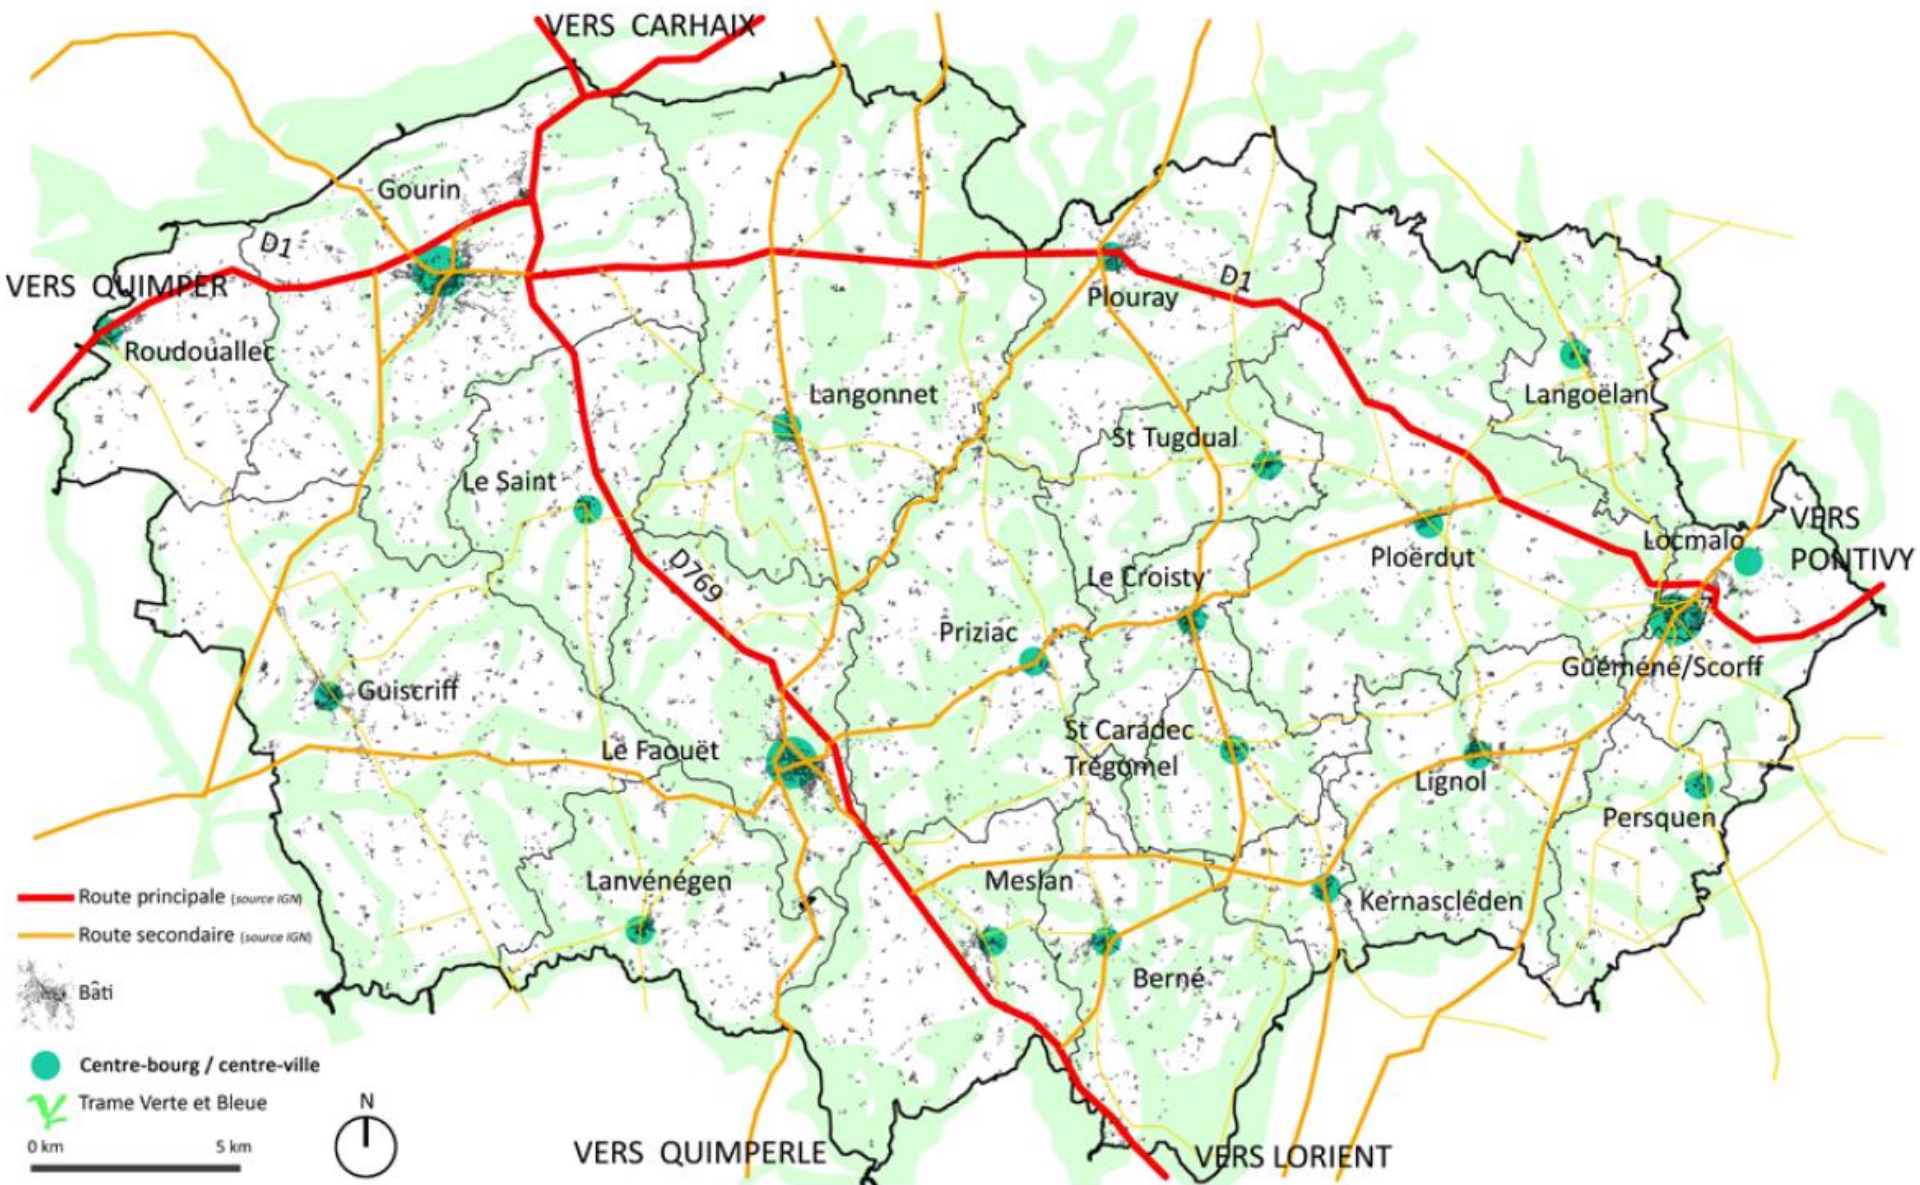 VERS CARHAIX
Gourin
D1
VERS QUIMPER
D1
Plouray
Roudouallec
Langonnet
Langoëlan
St Tugdual
Le Saint
VERS
PONTIVY
Locmalo
Ploërdut
D769
Le Croisty
Priziac
Guéméné/Scorff
Guiscriff
St Caradec
Trégomel
Le Faouët
Lignol
Persquen
Lanvénégen
Meslan
Kernascléden
Berné
Route principale (source IGN)
Route secondaire (source IGN)
Bâti
Centre-bourg / centre-ville
Trame Verte et Bleue
0 km 5 km
N
VERS QUIMPERLE
VERS LORIENT